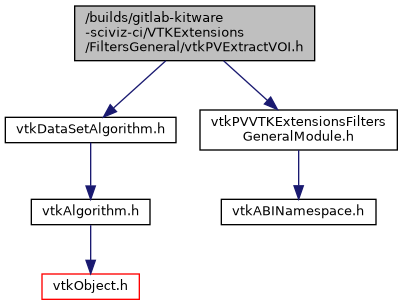 /builds/gitlab-kitware
-sciviz-ci/VTKExtensions
/FiltersGeneral/vtkPVExtractVOI.h
vtkDataSetAlgorithm.h
vtkPVVTKExtensionsFilters
GeneralModule.h
vtkAlgorithm.h
vtkABINamespace.h
vtkObject.h